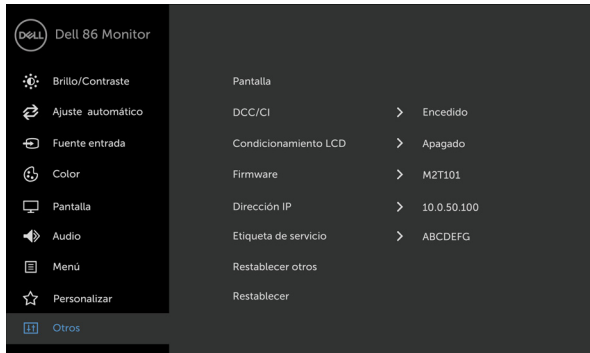 DELL
Dell 86 Monitor
Brillo/Contraste
Ajuste automático
Fuente entrada
Color
Pantalla
Audio
Menú
Personalizar
Otros
Pantalla
DCC/CI > Encedido
Condicionamiento LCD > Apagado
Firmware > M2T101
Dirección IP > 10.0.50.100
Etiqueta de servicio > ABCDEFG
Restablecer otros
Restablecer